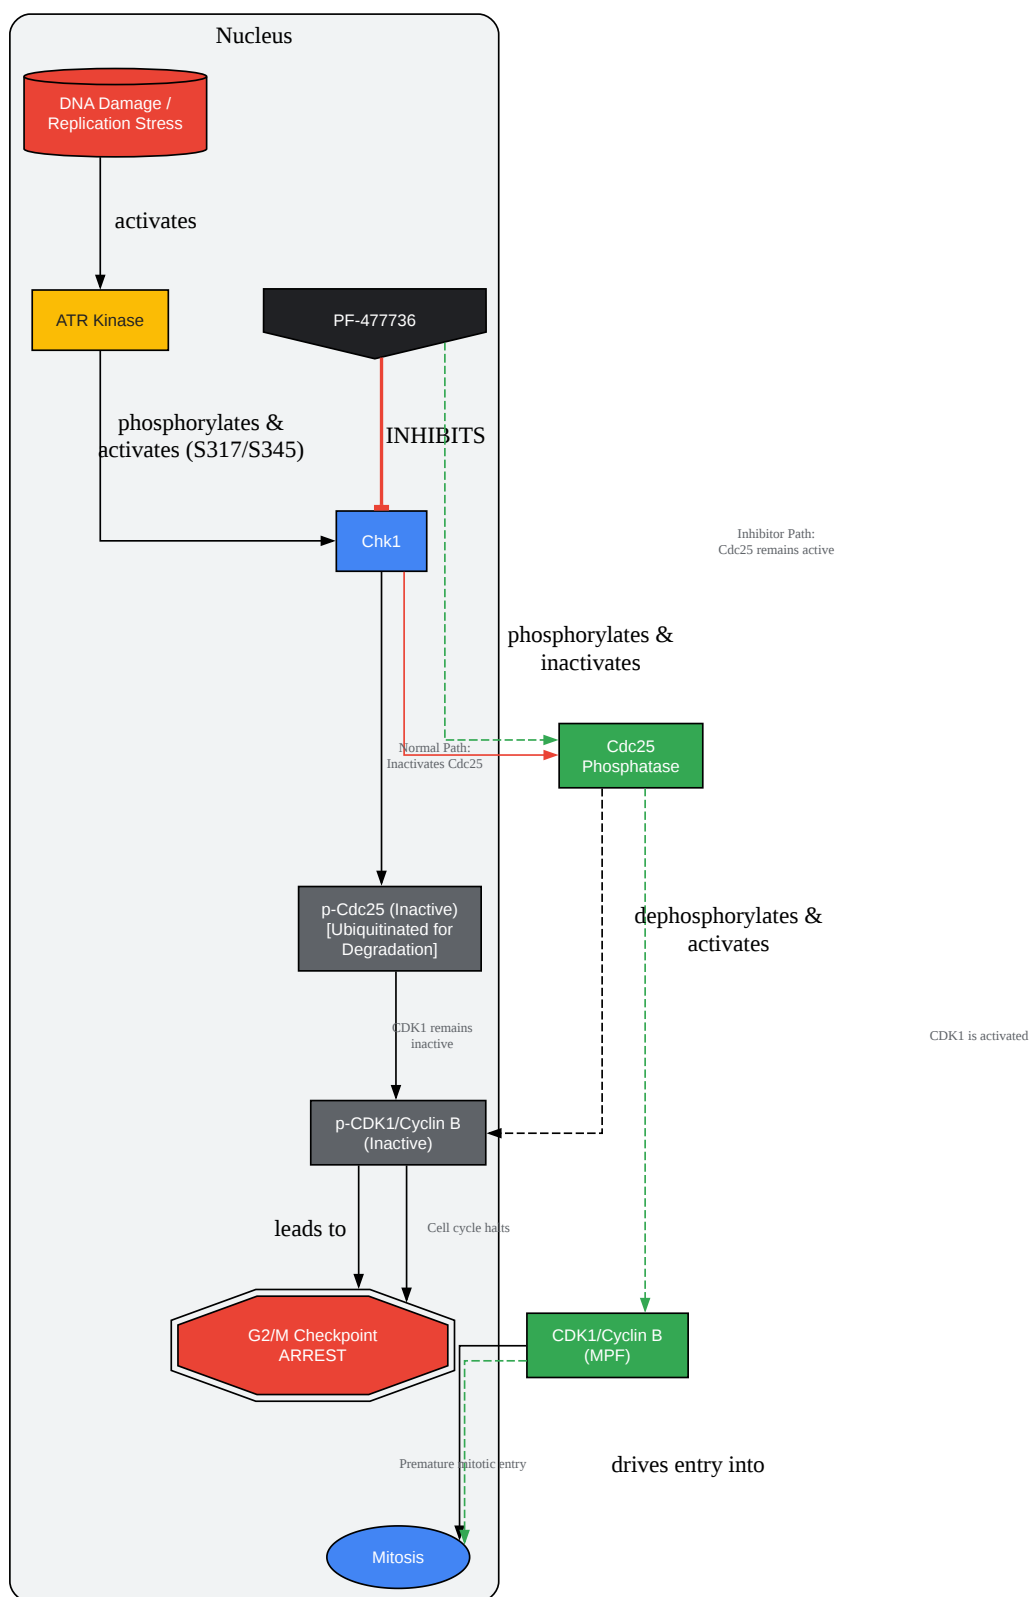 Nucleus
DNA Damage /
Replication Stress
activates
ATR Kinase
PF-477736
phosphorylates &
activates (S317/S345)
INHIBITS
Chk1
Inhibitor Path:
Cdc25 remains active
phosphorylates &
inactivates
Normal Path:
Inactivates Cdc25
Cdc25
Phosphatase
p-Cdc25 (Inactive)
[Ubiquitinated for
Degradation]
dephosphorylates &
activates
CDK1 remains
inactive
CDK1 is activated
p-CDK1/Cyclin B
(Inactive)
leads to
Cell cycle halts
G2/M Checkpoint
ARREST
CDK1/Cyclin B
(MPF)
Premature mitotic entry
drives entry into
Mitosis